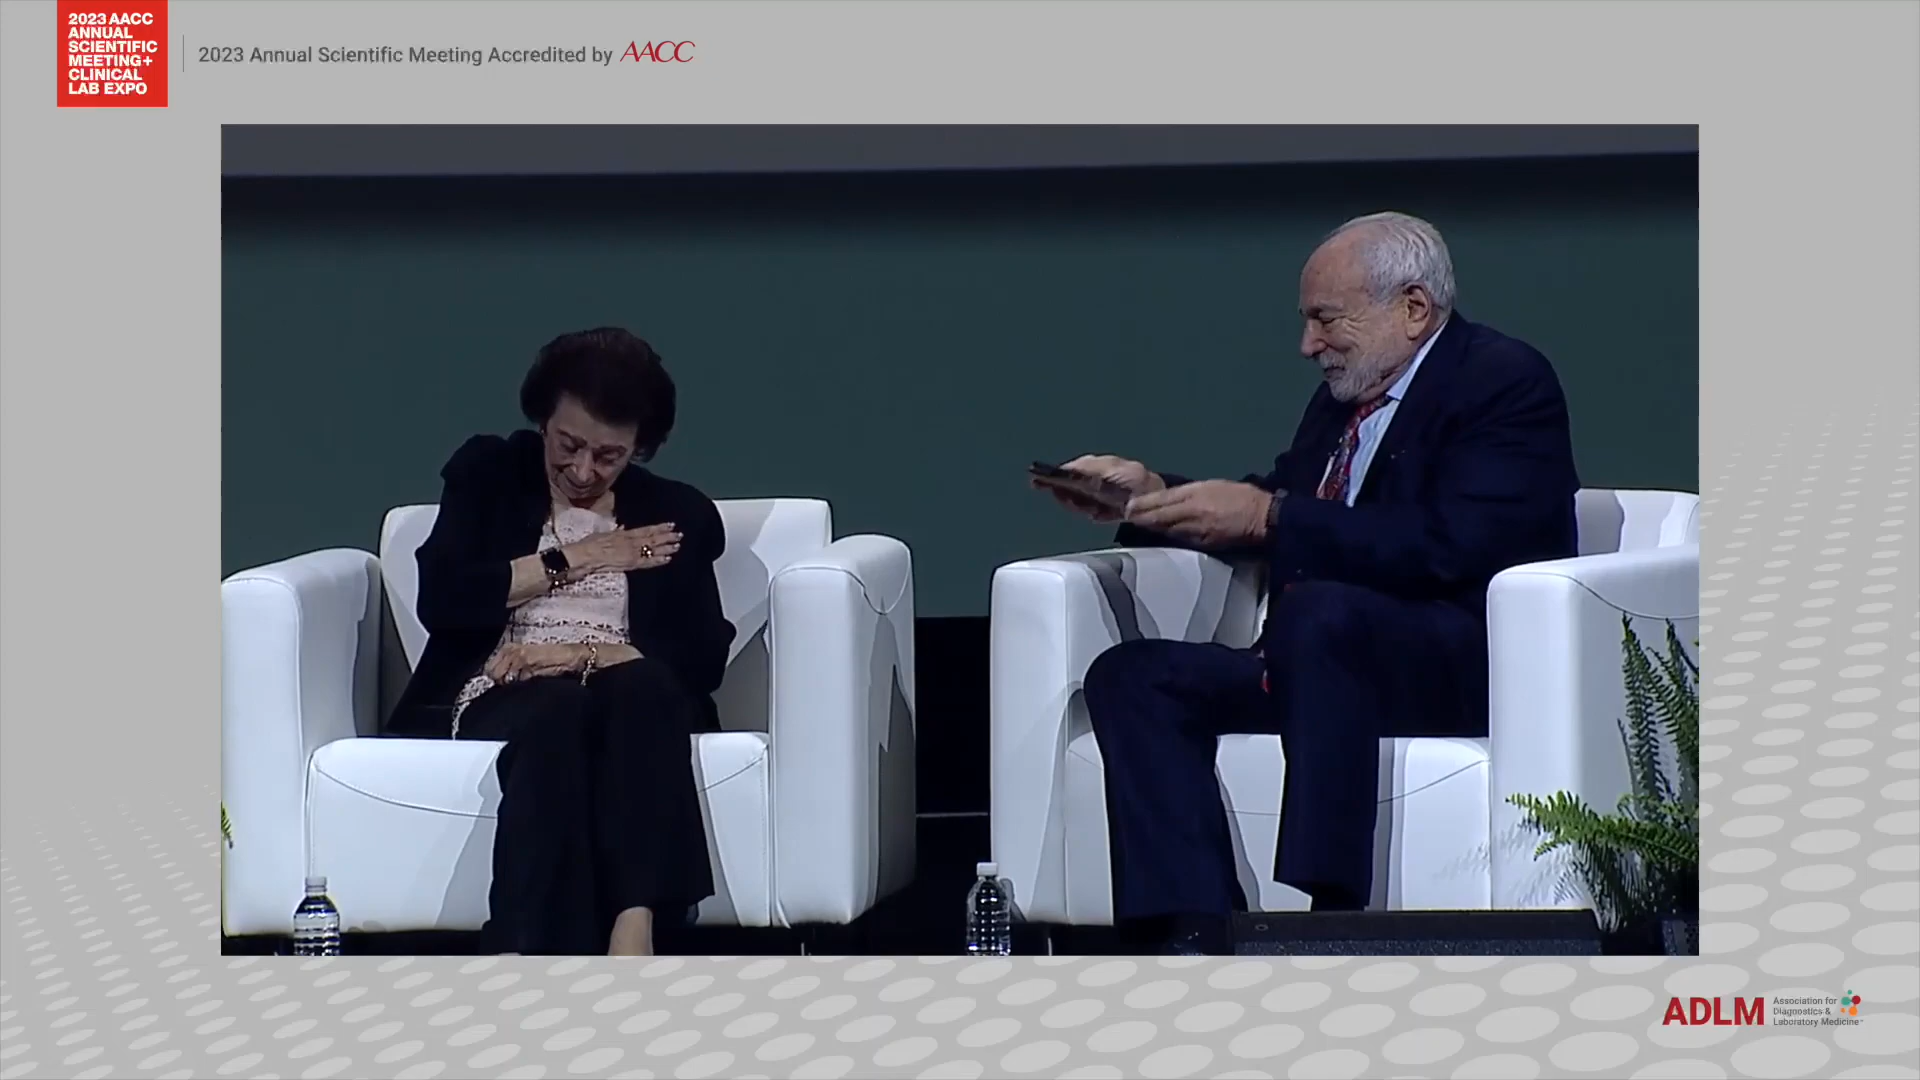 2023 AACC
ANNUAL
SCIENTIFIC
MEETING+
CLINICAL
LAB EXPO
2023 Annual Scientific Meeting Accredited by AACC
ADLM
Association for
Diagnostics &
Laboratory Medicine